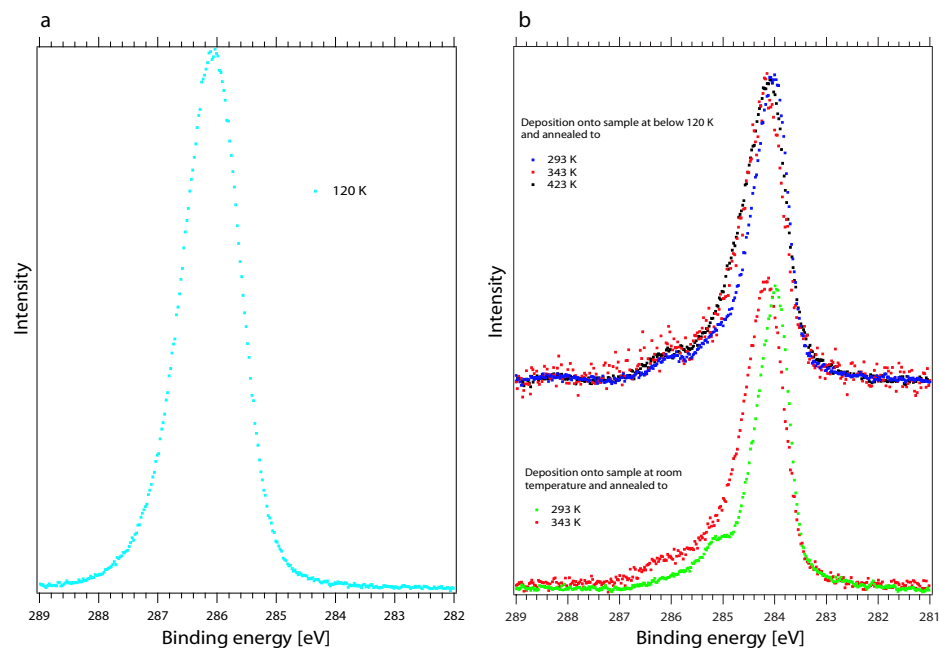 a
Intensity
120 K
289 288 287 286 285 284 283 282
Binding energy [eV]
b
Intensity
Deposition onto sample at below 120 K
and annealed to
293 K
343 K
423 K
Deposition onto sample at room
temperature and annealed to
293 K
343 K
289 288 287 286 285 284 283 282 281
Binding energy [eV]